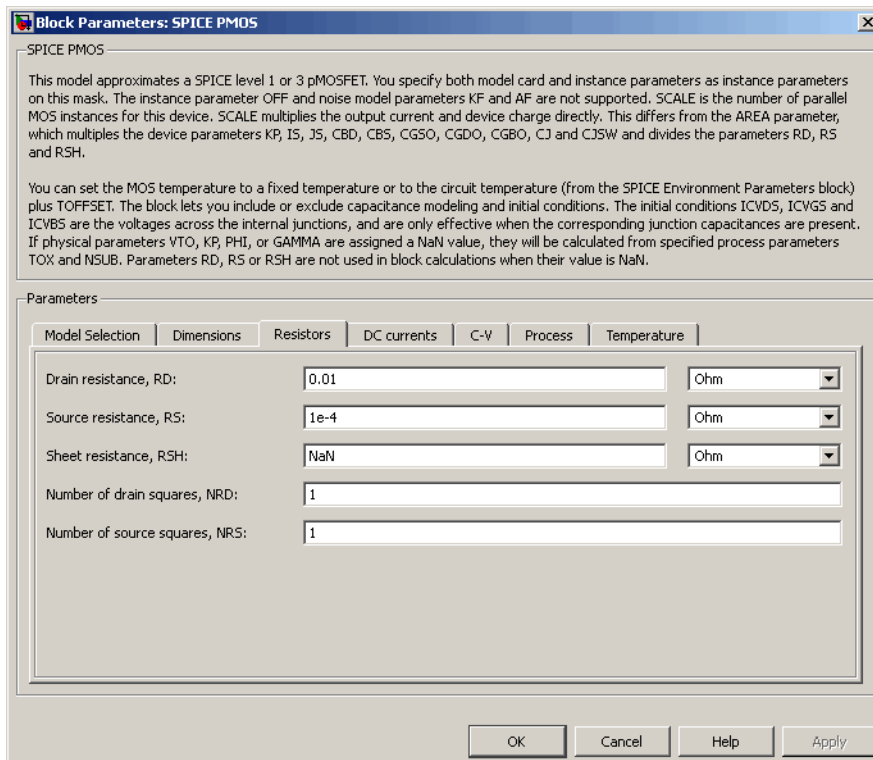 Block Parameters: SPICE PMOS
SPICE PMOS
This model approximates a SPICE level 1 or 3 pMOSFET. You specify both model card and instance parameters as instance parameters
on this mask. The instance parameter OFF and noise model parameters KF and AF are not supported. SCALE is the number of parallel
MOS instances for this device. SCALE multiplies the output current and device charge directly. This differs from the AREA parameter,
which multiples the device parameters KP, IS, JS, CBD, CBS, CGSO, CGDO, CGBO, CJ and CJSW and divides the parameters RD, RS
and RSH.
You can set the MOS temperature to a fixed temperature or to the circuit temperature (from the SPICE Environment Parameters block)
plus TOFFSET. The block lets you include or exclude capacitance modeling and initial conditions. The initial conditions ICVDS, ICVGS and
ICVBS are the voltages across the internal junctions, and are only effective when the corresponding junction capacitances are present.
If physical parameters VTO, KP, PHI, or GAMMA are assigned a NaN value, they will be calculated from specified process parameters
TOX and NSUB. Parameters RD, RS or RSH are not used in block calculations when their value is NaN.
Parameters
Model Selection Dimensions Resistors DC currents C-V Process Temperature
Drain resistance, RD: 0.01 Ohm
Source resistance, RS: 1e-4 Ohm
Sheet resistance, RSH: NaN Ohm
Number of drain squares, NRD: 1
Number of source squares, NRS: 1
OK Cancel Help Apply